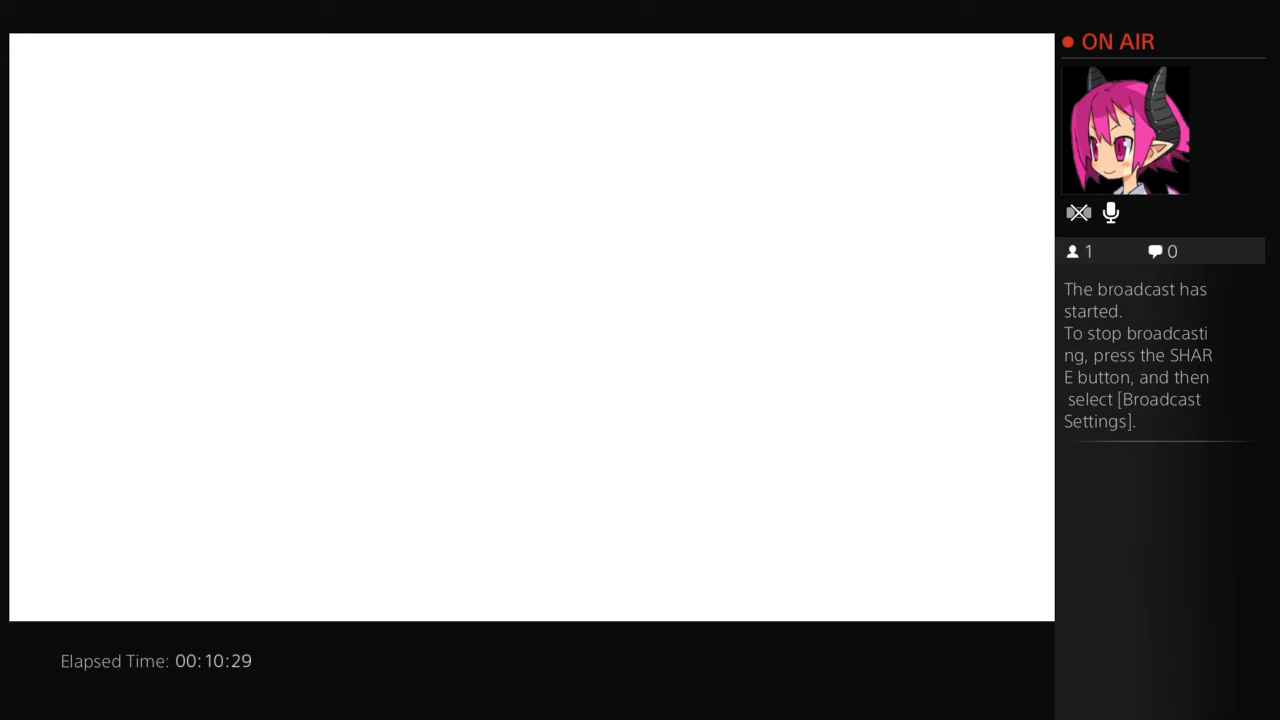 ON AIR
1 0
The broadcast has
started.
To stop broadcasti
ng, press the SHAR
E button, and then
select [Broadcast
Settings].
Elapsed Time: 00:10:29